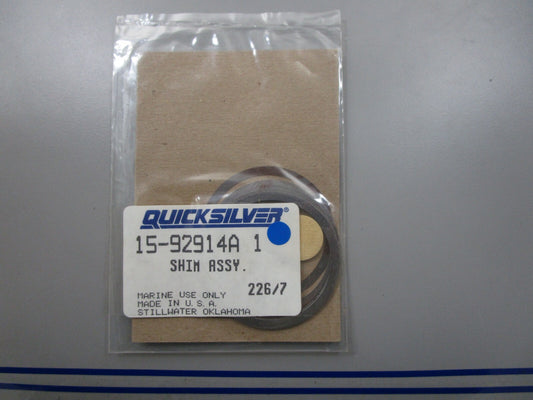 QUICKSILVER®
15-92914A 1
SHIM ASSY.
226/7
MARINE USE ONLY
MADE IN U.S.A.
STILLWATER OKLAHOMA